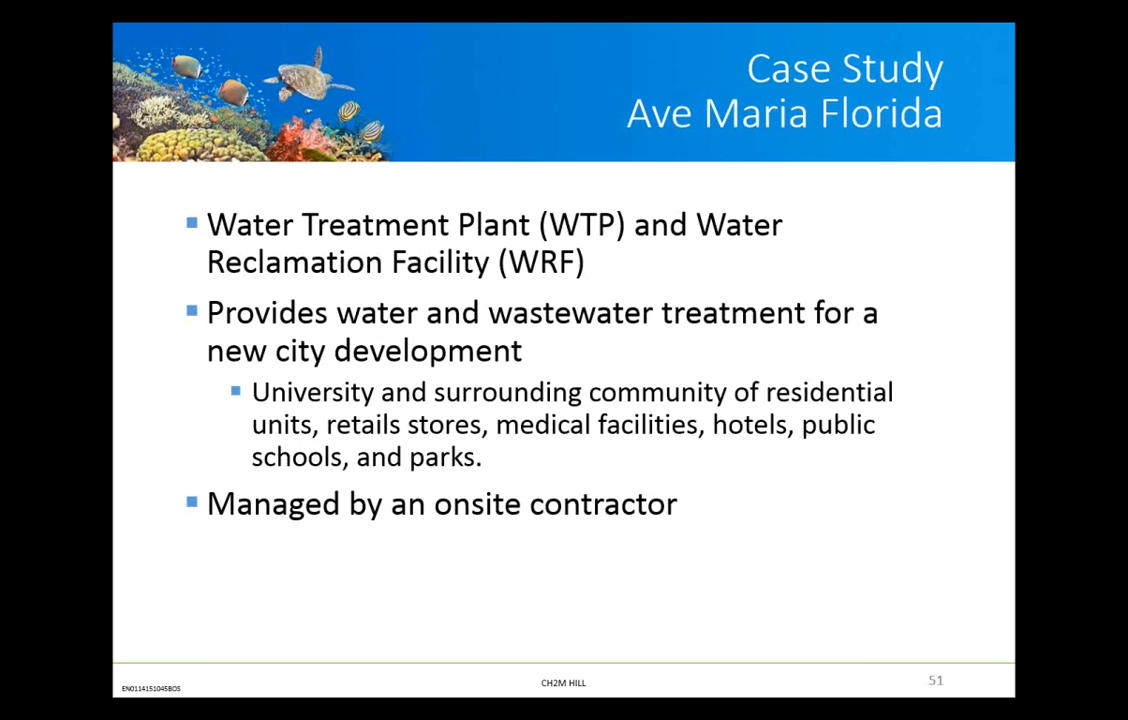 Case Study
Ave Maria Florida
Water Treatment Plant (WTP) and Water
Reclamation Facility (WRF)
Provides water and wastewater treatment for a
new city development
University and surrounding community of residential
units, retails stores, medical facilities, hotels, public
schools, and parks.
Managed by an onsite contractor
EN0114151045BOS
CH2M HILL
51